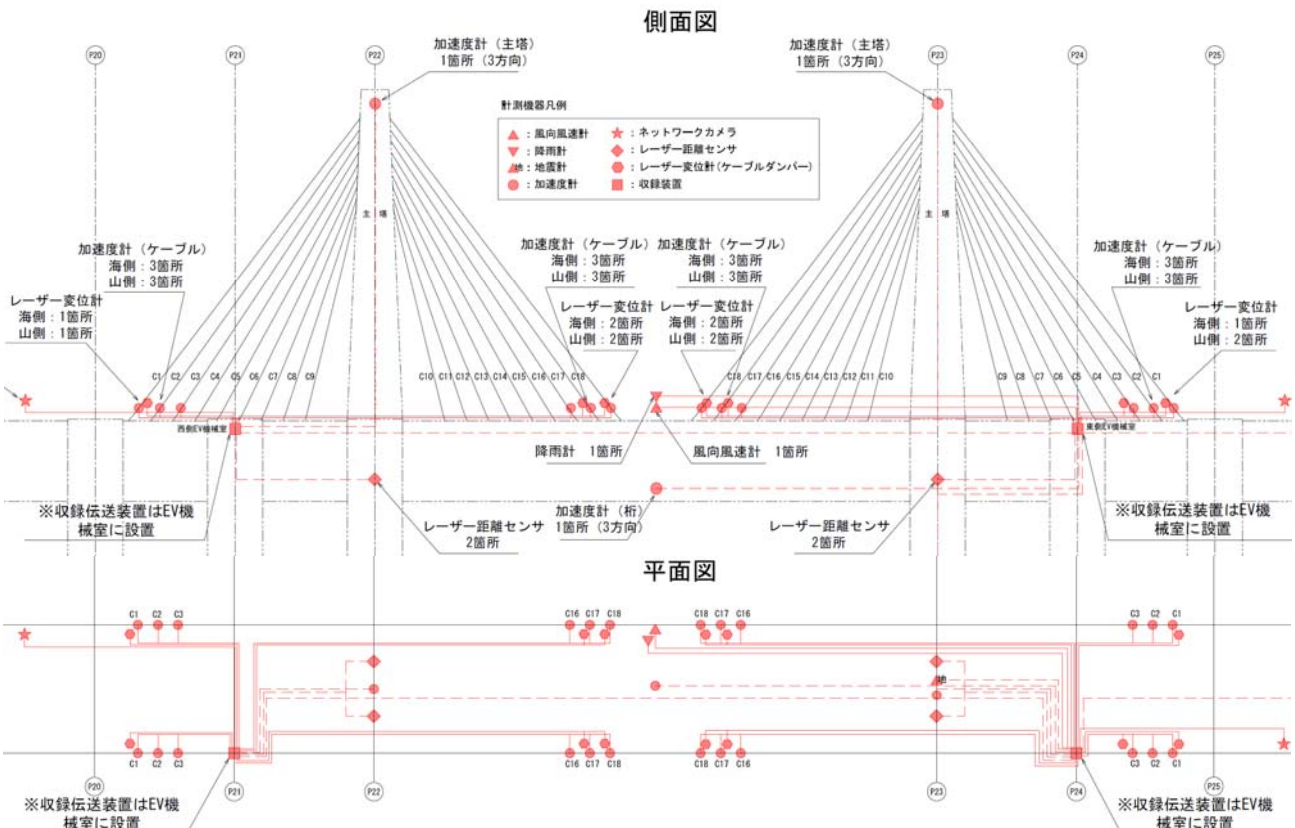 側面図
P20
P21
P22
P23
P24
P25
加速度計（主塔）
1箇所（3方向）
加速度計（主塔）
1箇所（3方向）
計測機器凡例
：風向風速計
：ネットワークカメラ
：降雨計
：レーザー距離センサ
地：地震計
：レーザー変位計(ケーブルダンパー)
：加速度計
：収録装置
主 塔
主 塔
加速度計（ケーブル）
海側：3箇所
山側：3箇所
レーザー変位計
海側：1箇所
山側：1箇所
加速度計（ケーブル）
海側：3箇所
山側：3箇所
レーザー変位計
海側：2箇所
山側：2箇所
加速度計（ケーブル）
海側：3箇所
山側：3箇所
レーザー変位計
海側：2箇所
山側：2箇所
加速度計（ケーブル）
海側：3箇所
山側：3箇所
レーザー変位計
海側：1箇所
山側：2箇所
C1 C2 C3 C4 C5 C6 C7 C8 C9
C10 C11 C12 C13 C14 C15 C16 C17 C18
C18 C17 C16 C15 C14 C13 C12 C11 C10
C9 C8 C7 C6 C5 C4 C3 C2 C1
西側EV機械室
東側EV機械室
降雨計 1箇所
風向風速計 1箇所
※収録伝送装置はEV機
械室に設置
レーザー距離センサ
2箇所
加速度計（桁）
1箇所（3方向）
レーザー距離センサ
2箇所
※収録伝送装置はEV機
械室に設置
平面図
C1 C2 C3
C16 C17 C18
C18 C17 C16
C3 C2 C1
地
C1 C2 C3
C16 C17 C18
C18 C17 C16
C3 C2 C1
P20
P21
P22
P23
P24
P25
※収録伝送装置はEV機
械室に設置
※収録伝送装置はEV機
械室に設置